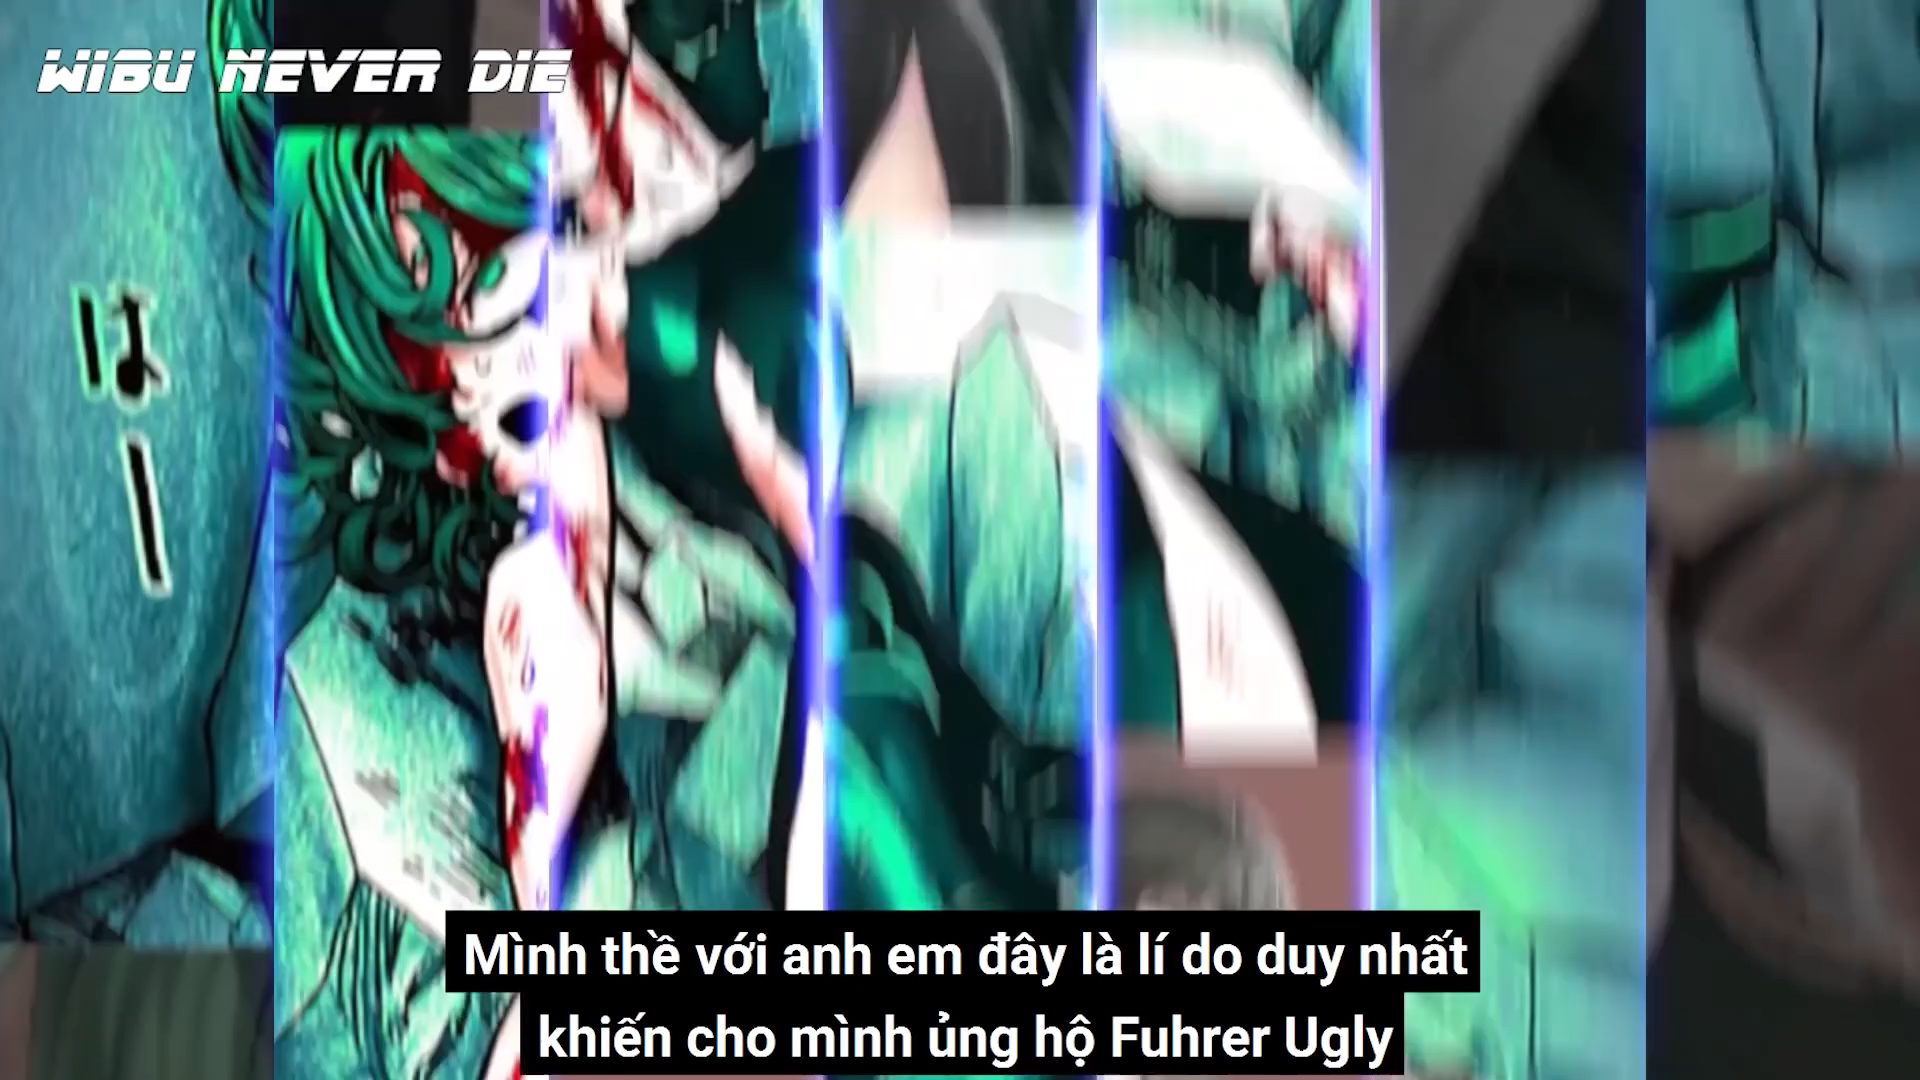 WIBU NEVER DIE
はー
Mình thề với anh em đây là lí do duy nhất
khiến cho mình ủng hộ Fuhrer Ugly